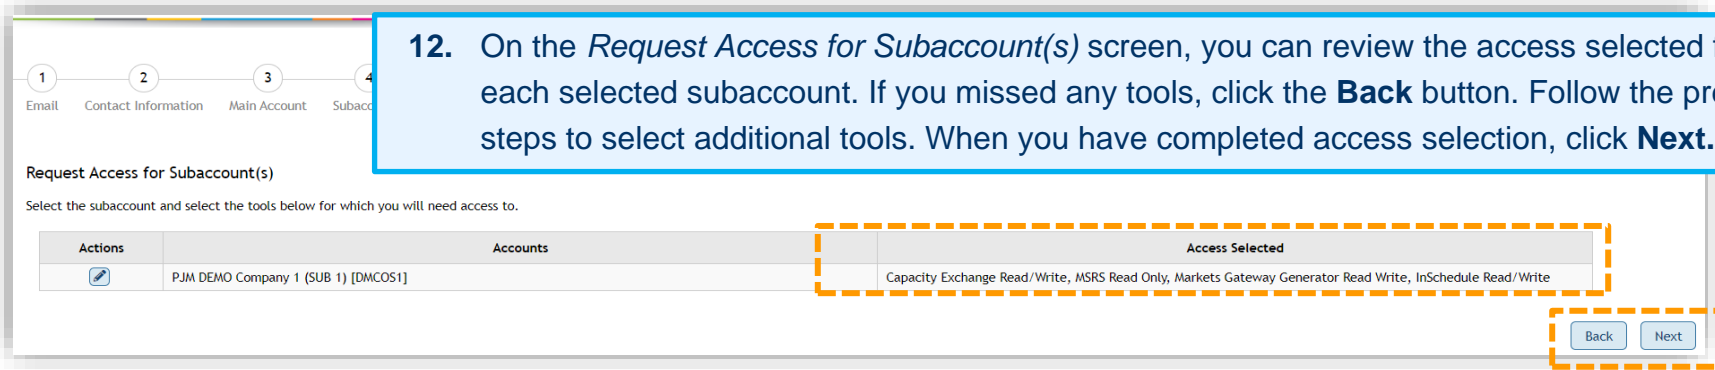 12. On the Request Access for Subaccount(s) screen, you can review the access selected
each selected subaccount. If you missed any tools, click the Back button. Follow the
steps to select additional tools. When you have completed access selection, click Next.
1 2 3 4
Email Contact Information Main Account
Request Access for Subaccount(s)
Select the subaccount and select the tools below for which you will need access to.
Actions Accounts Access Selected
PJM DEMO Company 1 (SUB 1) [DMCOS1] Capacity Exchange Read/Write, MSRS Read Only, Markets Gateway Generator Read Write, InSchedule Read/Write
Back Next